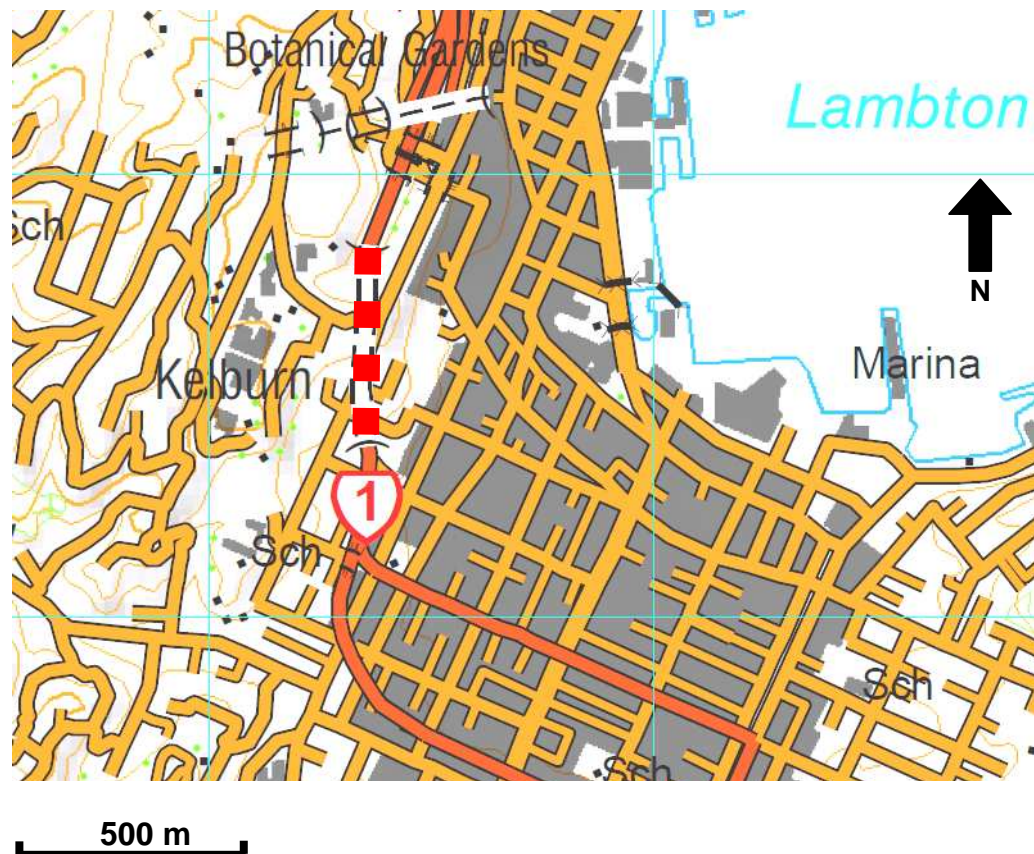 Botanical Gardens
Lambton
Sch
N
Marina
Kelburn
1
Sch
Sch
Sch
500 m